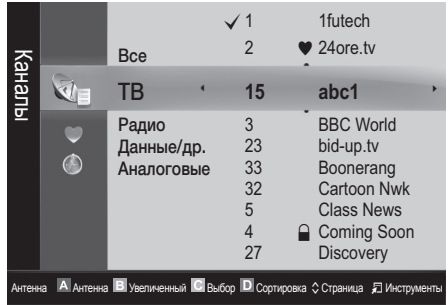 Каналы
✓ 1 1futech
Все 2 ♥ 24ore.tv
ТВ 15 abc1
Радио 3 BBC World
Данные/др. 23 bid-up.tv
Аналоговые 33 Boonerang
32 Cartoon Nwk
5 Class News
4 Coming Soon
27 Discovery
Антенна A Антенна B Увеличенный C Выбор D Сортировка Страница Инструменты